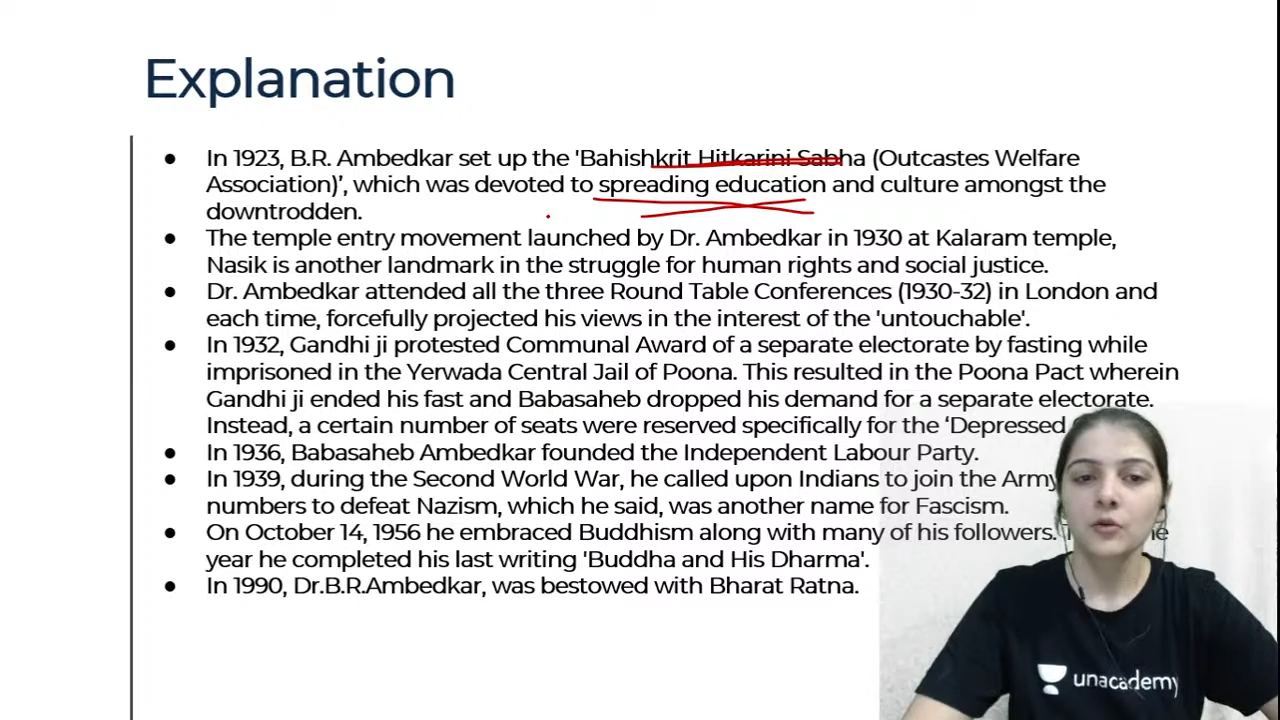 Explanation
● In 1923, B.R. Ambedkar set up the 'Bahishkrit Hitkarini Sabha (Outcastes Welfare
Association)’, which was devoted to spreading education and culture amongst the
downtrodden.
● The temple entry movement launched by Dr. Ambedkar in 1930 at Kalaram temple,
Nasik is another landmark in the struggle for human rights and social justice.
● Dr. Ambedkar attended all the three Round Table Conferences (1930-32) in London and
each time, forcefully projected his views in the interest of the 'untouchable'.
● In 1932, Gandhi ji protested Communal Award of a separate electorate by fasting while
imprisoned in the Yerwada Central Jail of Poona. This resulted in the Poona Pact wherein
Gandhi ji ended his fast and Babasaheb dropped his demand for a separate electorate.
Instead, a certain number of seats were reserved specifically for the ‘Depressed
● In 1936, Babasaheb Ambedkar founded the Independent Labour Party.
● In 1939, during the Second World War, he called upon Indians to join the Army
numbers to defeat Nazism, which he said, was another name for Fascism.
● On October 14, 1956 he embraced Buddhism along with many of his followers.
year he completed his last writing 'Buddha and His Dharma'.
● In 1990, Dr.B.R.Ambedkar, was bestowed with Bharat Ratna.
unacademy